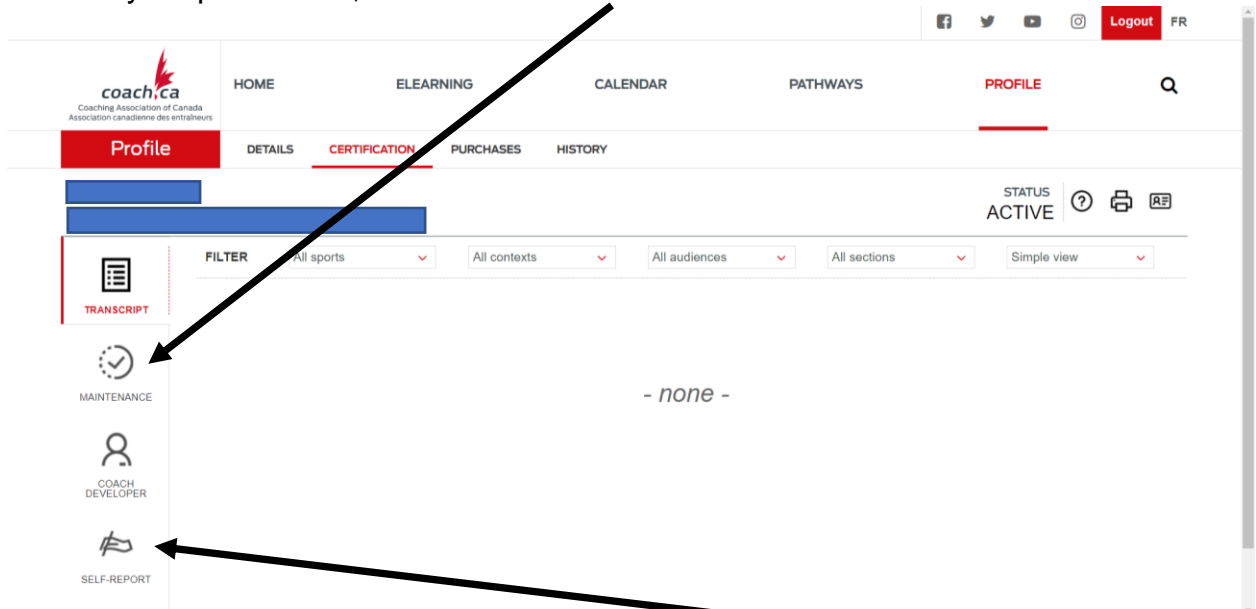 Logout FR
coach.ca
Coaching Association of Canada
Association canadienne des entraîneurs
HOME ELEARNING CALENDAR PATHWAYS PROFILE
Profile DETAILS CERTIFICATION PURCHASES HISTORY
STATUS
ACTIVE
FILTER All sports All contexts All audiences All sections Simple view
TRANSCRIPT
MAINTENANCE
- none -
COACH
DEVELOPER
SELF-REPORT